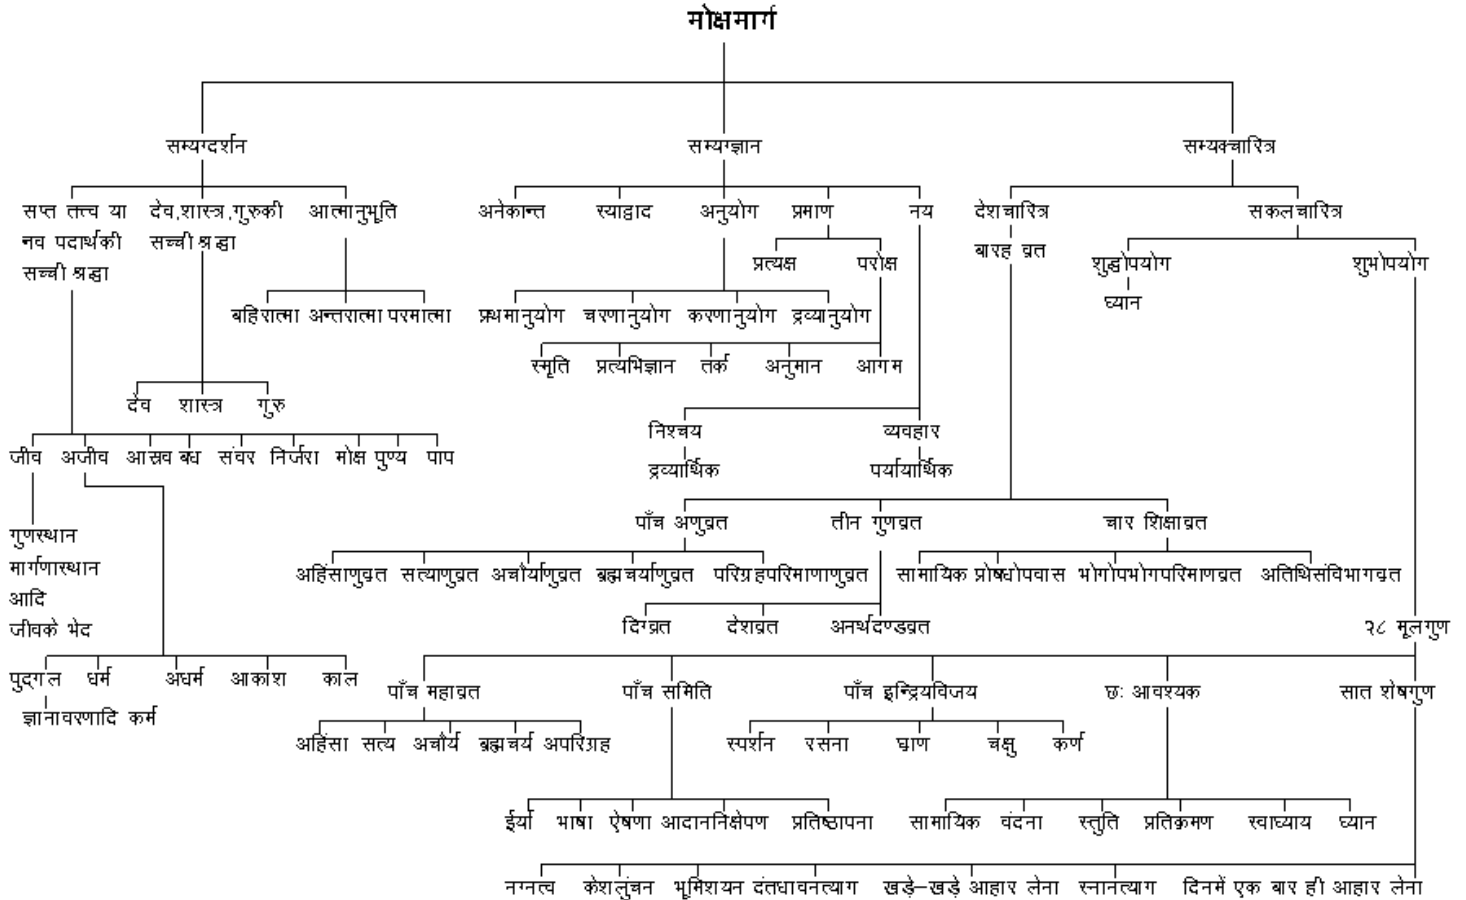 मोक्षमार्ग
सम्यग्दर्शन सम्यग्ज्ञान सम्यक्चारित्र
सप्त तत्त्व या देव,शास्त्र,गुरुकी आत्मानुभूति अनेकान्त स्याद्वाद अनुयोग प्रमाण नय देशचारित्र सकलचारित्र
नव पदार्थकी सच्ची श्रद्धा बारह व्रत
सच्ची श्रद्धा प्रत्यक्ष परोक्ष शुद्धोपयोग शुभोपयोग
ध्यान
बहिरात्मा अन्तरात्मा परमात्मा प्रथमानुयोग चरणानुयोग करणानुयोग द्रव्यानुयोग
स्मृति प्रत्यभिज्ञान तर्क अनुमान आगम
देव शास्त्र गुरु
निश्चय व्यवहार
जीव अजीव आस्रव बंध संवर निर्जरा मोक्ष पुण्य पाप
द्रव्यार्थिक पर्यायार्थिक
पाँच अणुव्रत तीन गुणव्रत चार शिक्षाव्रत
गुणस्थान
मार्गणास्थान
आदि
जीवके भेद
अहिंसाणुव्रत सत्याणुव्रत अचौर्याणुव्रत ब्रह्मचर्याणुव्रत परिग्रहपरिमाणाणुव्रत सामायिक प्रोषधोपवास भोगोपभोगपरिमाणव्रत अतिथिसंविभागव्रत
दिग्व्रत देशव्रत अनर्थदण्डव्रत २८ मूलगुण
पुद्गल धर्म अधर्म आकाश काल
ज्ञानावरणादि कर्म
पाँच महाव्रत पाँच समिति पाँच इन्द्रियविजय छः आवश्यक सात शेषगुण
अहिंसा सत्य अचौर्य ब्रह्मचर्य अपरिग्रह स्पर्शन रसना घ्राण चक्षु कर्ण
ईर्या भाषा ऐषणा आदाननिक्षेपण प्रतिष्ठापना सामायिक वंदना स्तुति प्रतिक्रमण स्वाध्याय ध्यान
नग्नत्व केशलुंचन भूमिशयन दंतधावनत्याग खड़े–खड़े आहार लेना स्नानत्याग दिनमें एक बार ही आहार लेना